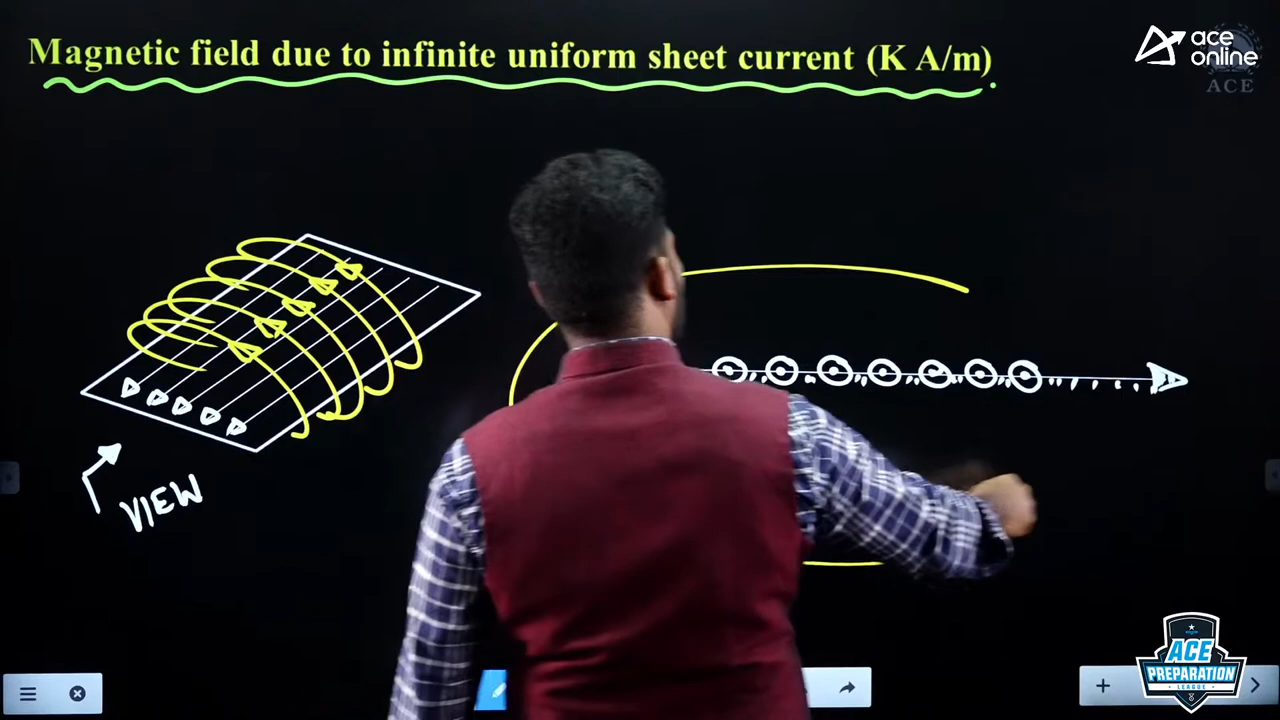 Magnetic field due to infinite uniform sheet current (K A/m)
ace
online
ACE
VIEW
ACE
PREPARATION
LEAGUE